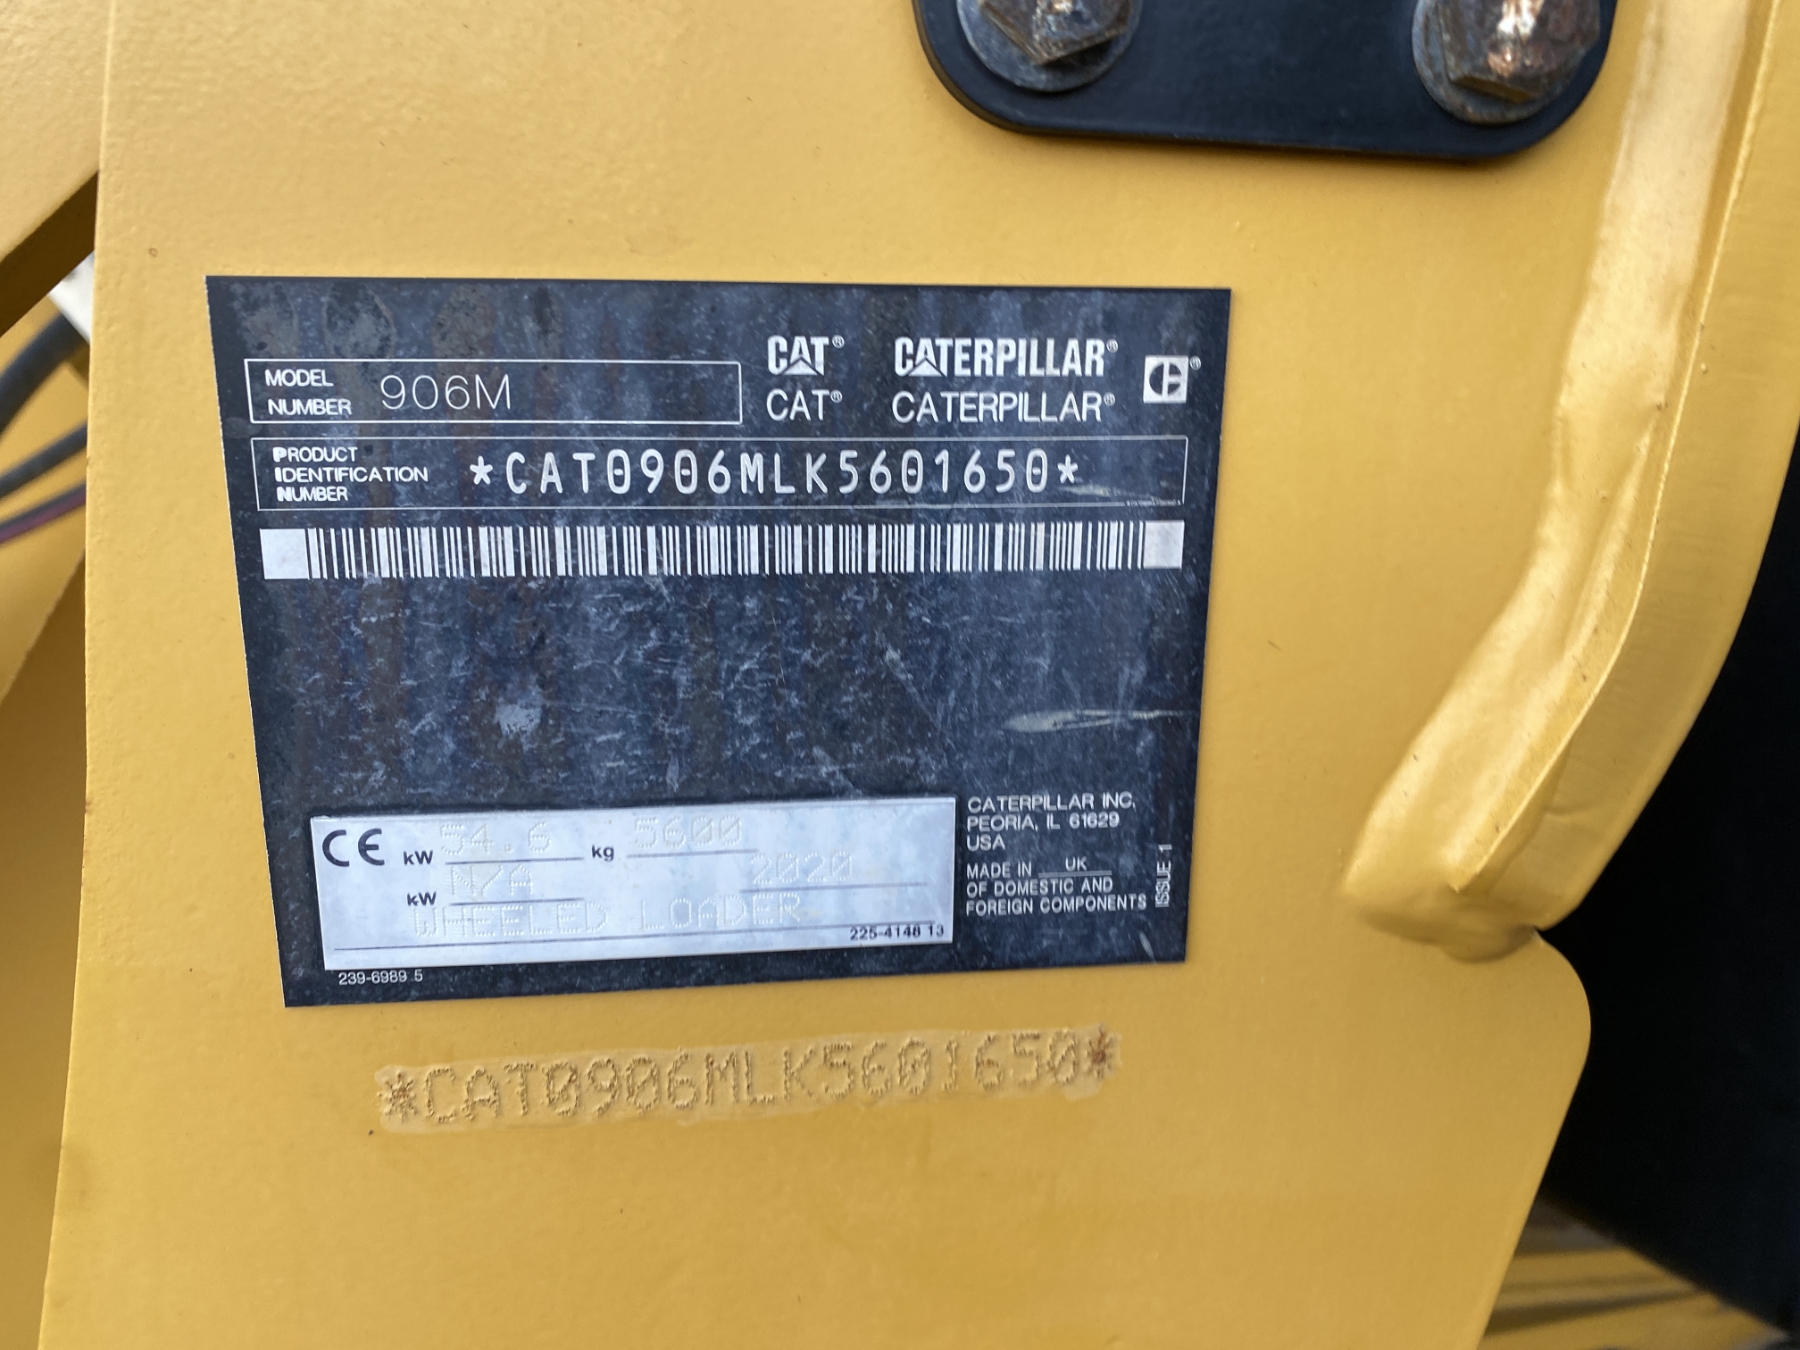 CAT® CATERPILLAR®
MODEL NUMBER 906M
CAT® CATERPILLAR®
PRODUCT IDENTIFICATION NUMBER *CAT0906MLK5601650*
CE kW 54.6 kg 5600
kW N/A 2020
WHEELED LOADER
225-4148 13
239-6989 5
CATERPILLAR INC.
PEORIA, IL 61629
USA
MADE IN UK
OF DOMESTIC AND
FOREIGN COMPONENTS
ISSUE 1
*CAT0906MLK5601650*